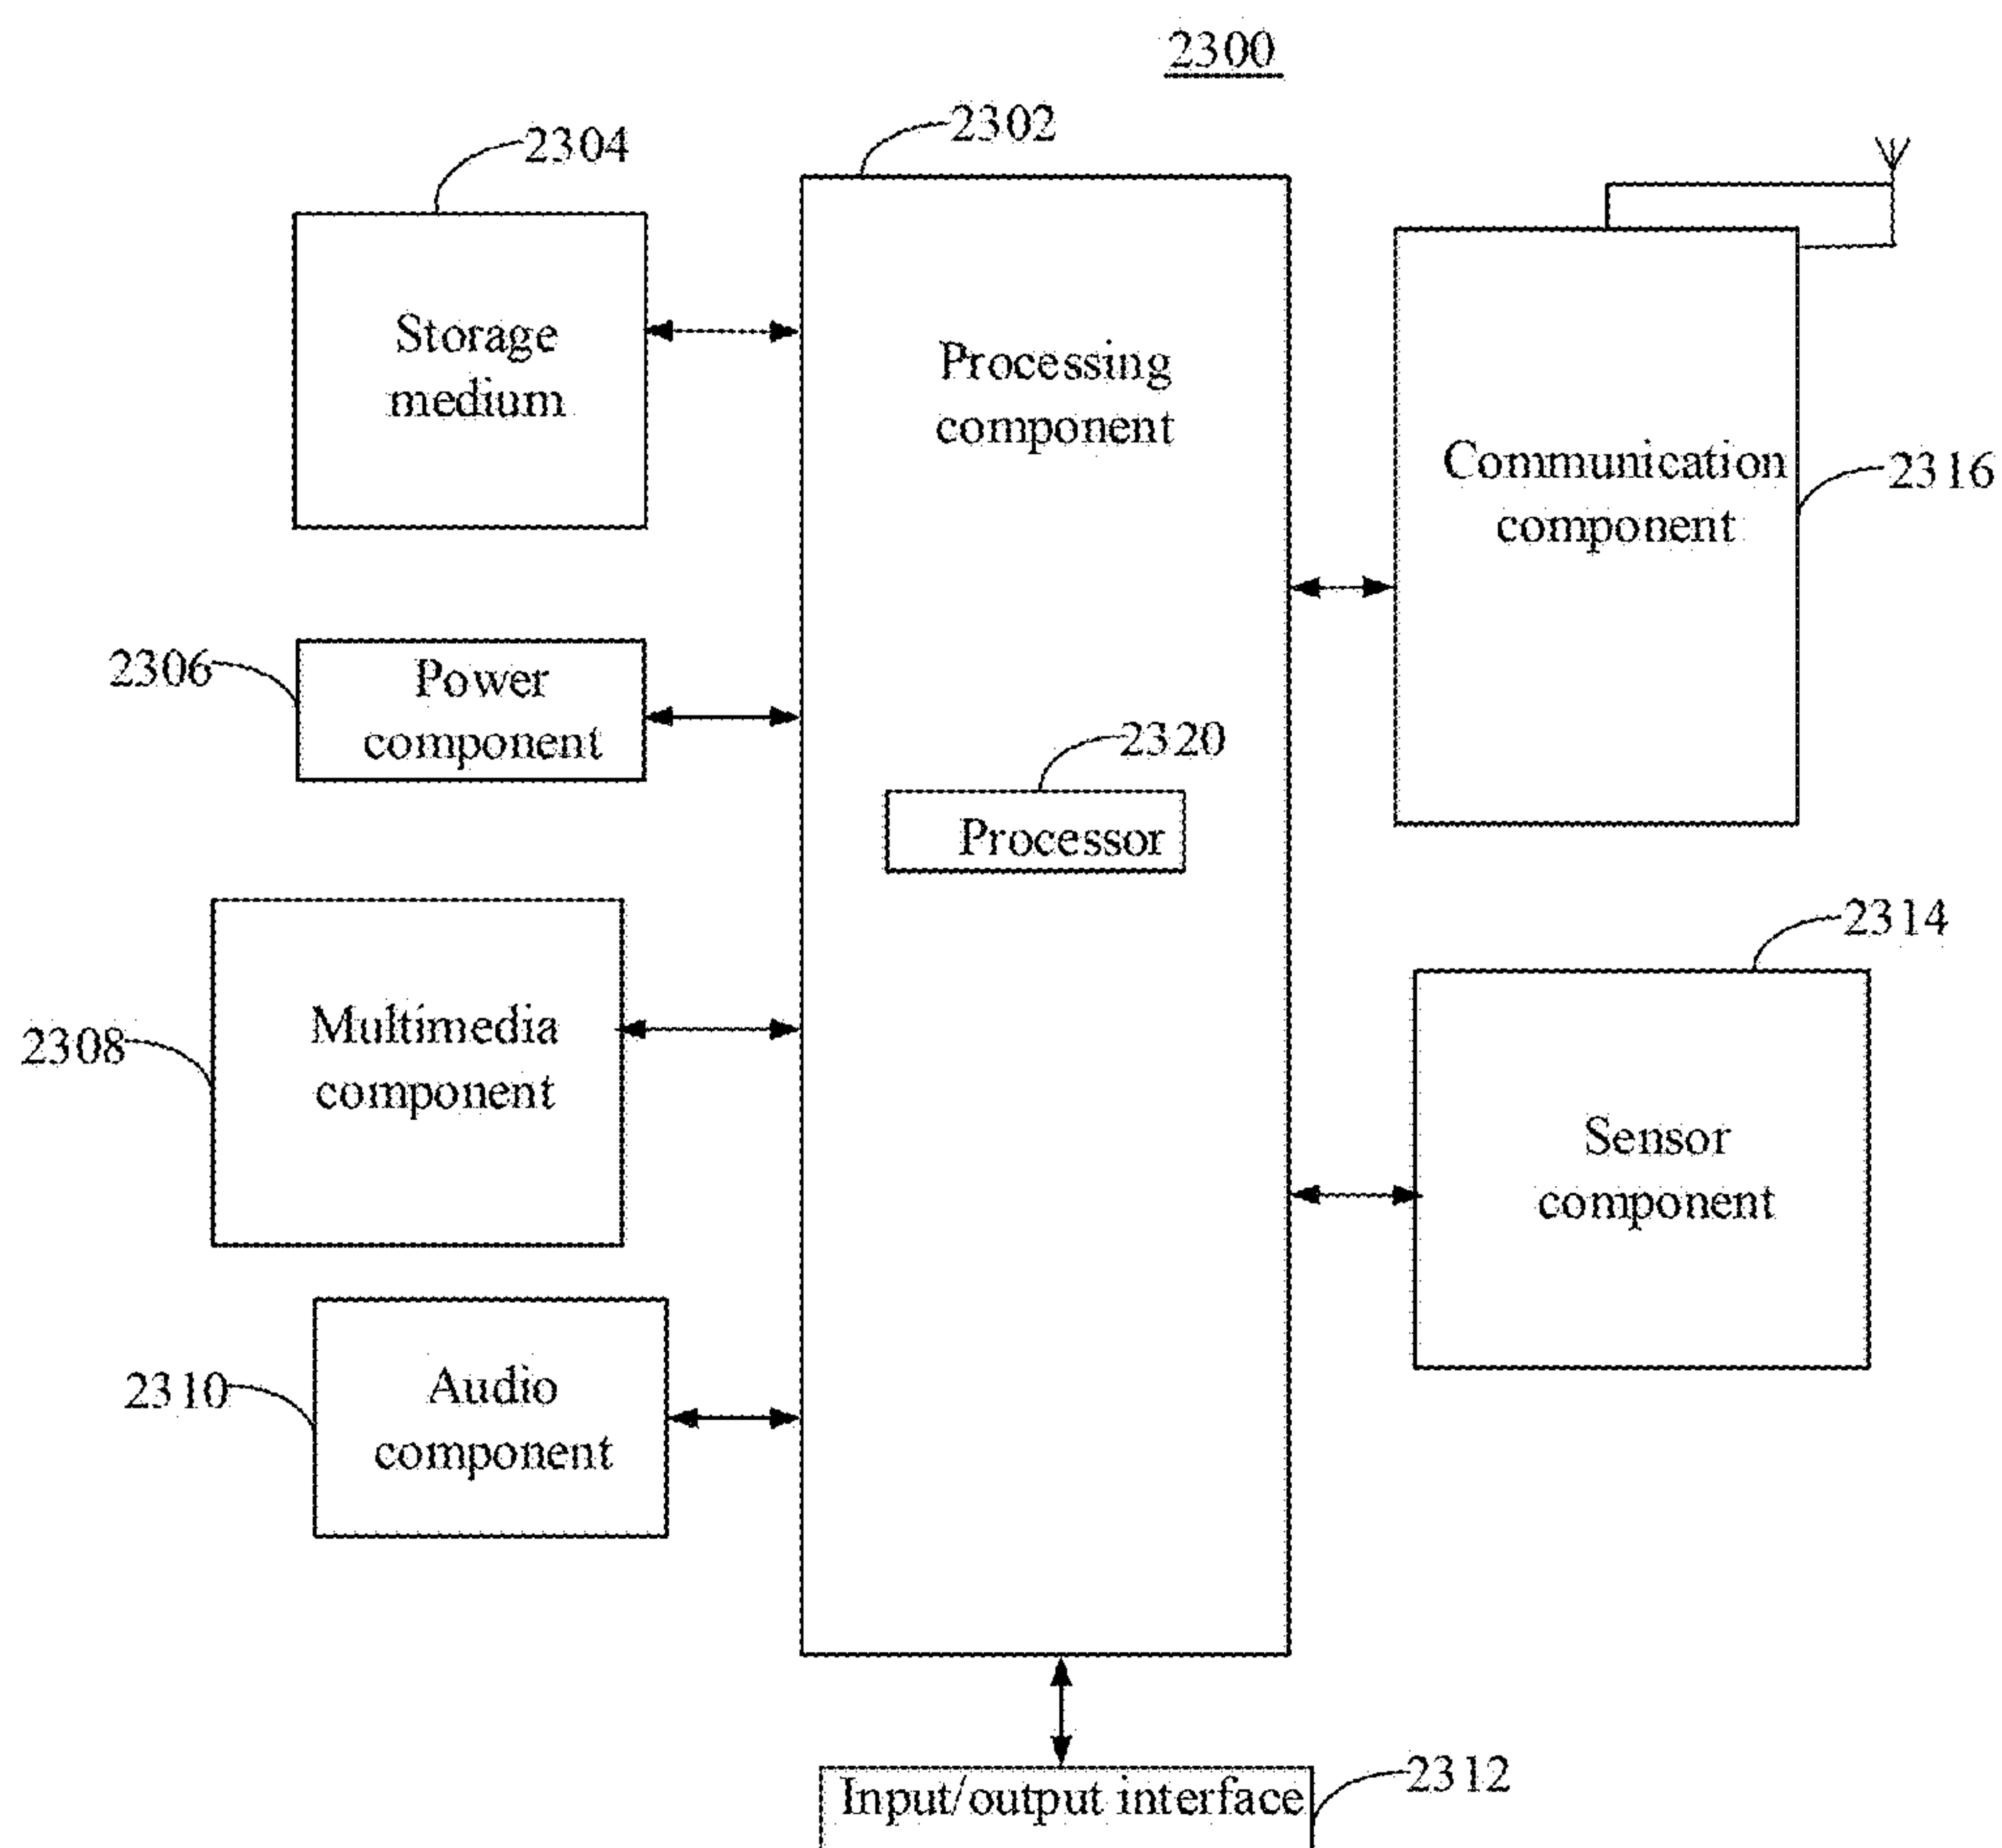 2300
2302
2304
Storage
medium
Processing
component
Communication
component
2316
2306
Power
component
2320
Processor
2314
2308
Multimedia
component
Sensor
component
2310
Audio
component
2312
Input/output interface